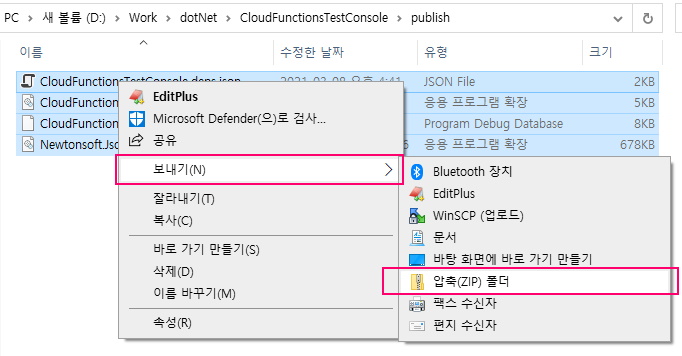 PC › 새 볼륨 (D:) › Work › dotNet › CloudFunctionsTestConsole › publish
이름 수정한 날짜 유형 크기
CloudFunctionsTestConsole.deps.json 2021-03-08 오후 4:41 JSON File 2KB
CloudFunction 응용 프로그램 확장 5KB
CloudFunction Program Debug Database 8KB
Newtonsoft.Jso 응용 프로그램 확장 678KB
EditPlus
Microsoft Defender(으)로 검사...
공유
보내기(N)
잘라내기(T)
복사(C)
바로 가기 만들기(S)
삭제(D)
이름 바꾸기(M)
속성(R)
Bluetooth 장치
EditPlus
WinSCP (업로드)
문서
바탕 화면에 바로 가기 만들기
압축(ZIP) 폴더
팩스 수신자
편지 수신자